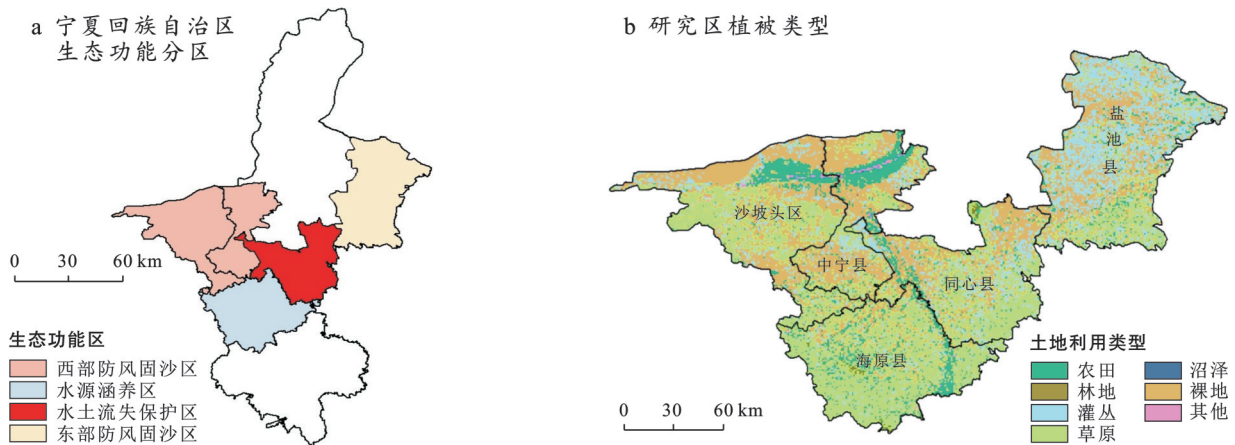 a 宁夏回族自治区
生态功能分区
0 30 60 km
生态功能区
西部防风固沙区
水源涵养区
水土流失保护区
东部防风固沙区
b 研究区植被类型
盐池县
沙坡头区
中宁县
同心县
海原县
0 30 60 km
土地利用类型
农田 沼泽
林地 裸地
灌丛 其他
草原